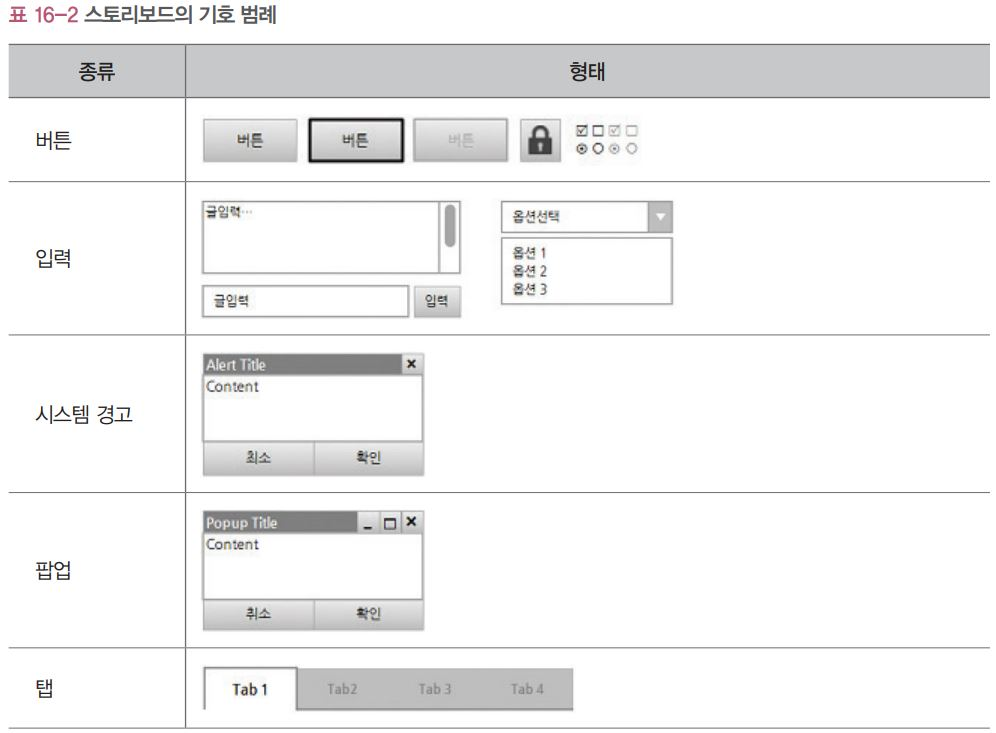 표 16-2 스토리보드의 기호 범례
종류 형태
버튼 버튼 버튼 버튼
입력 글입력… 옵션선택
옵션 1
옵션 2
옵션 3
글입력 입력
시스템 경고 Alert Title
Content
최소 확인
팝업 Popup Title
Content
취소 확인
탭 Tab 1 Tab2 Tab 3 Tab 4